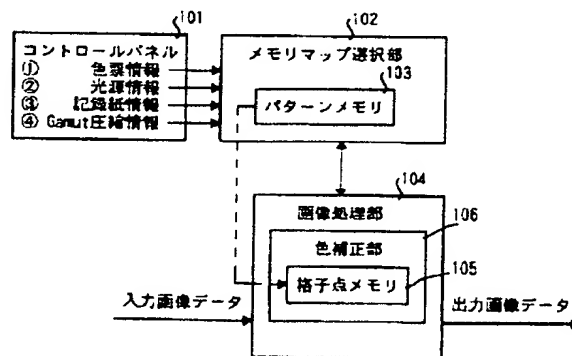 101
コントロールパネル
① 色票情報
② 光源情報
③ 記録紙情報
④ Gamut圧縮情報
102
メモリマップ選択部
103
パターンメモリ
104
画像処理部
106
色補正部
105
格子点メモリ
入力画像データ
出力画像データ